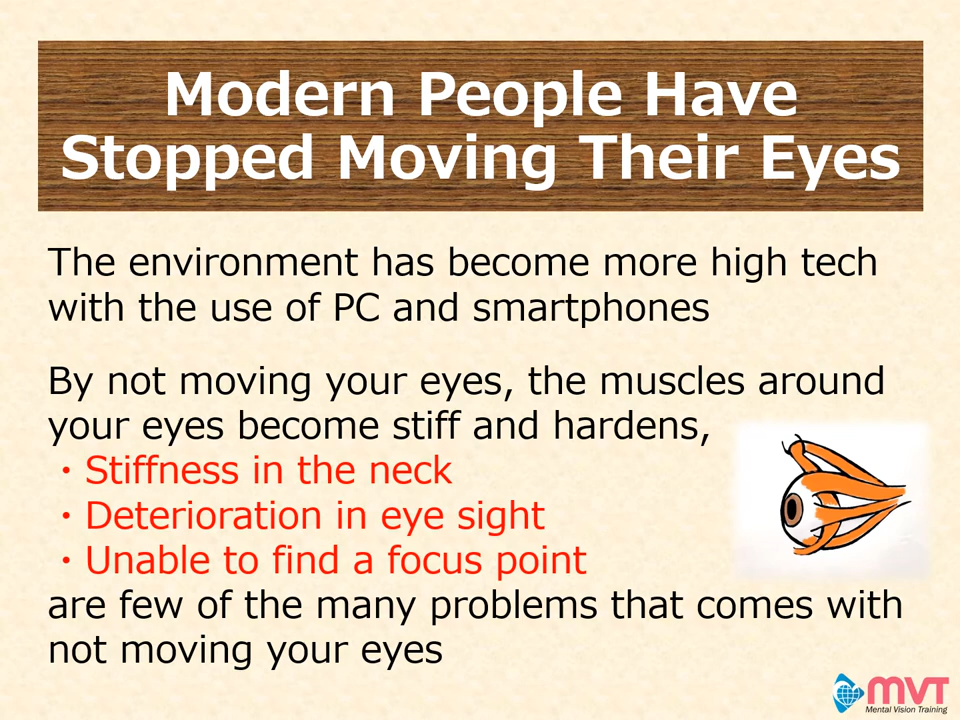 Modern People Have
Stopped Moving Their Eyes
The environment has become more high tech
with the use of PC and smartphones
By not moving your eyes, the muscles around
your eyes become stiff and hardens,
・Stiffness in the neck
・Deterioration in eye sight
・Unable to find a focus point
are few of the many problems that comes with
not moving your eyes
MVT
Mental Vision Training